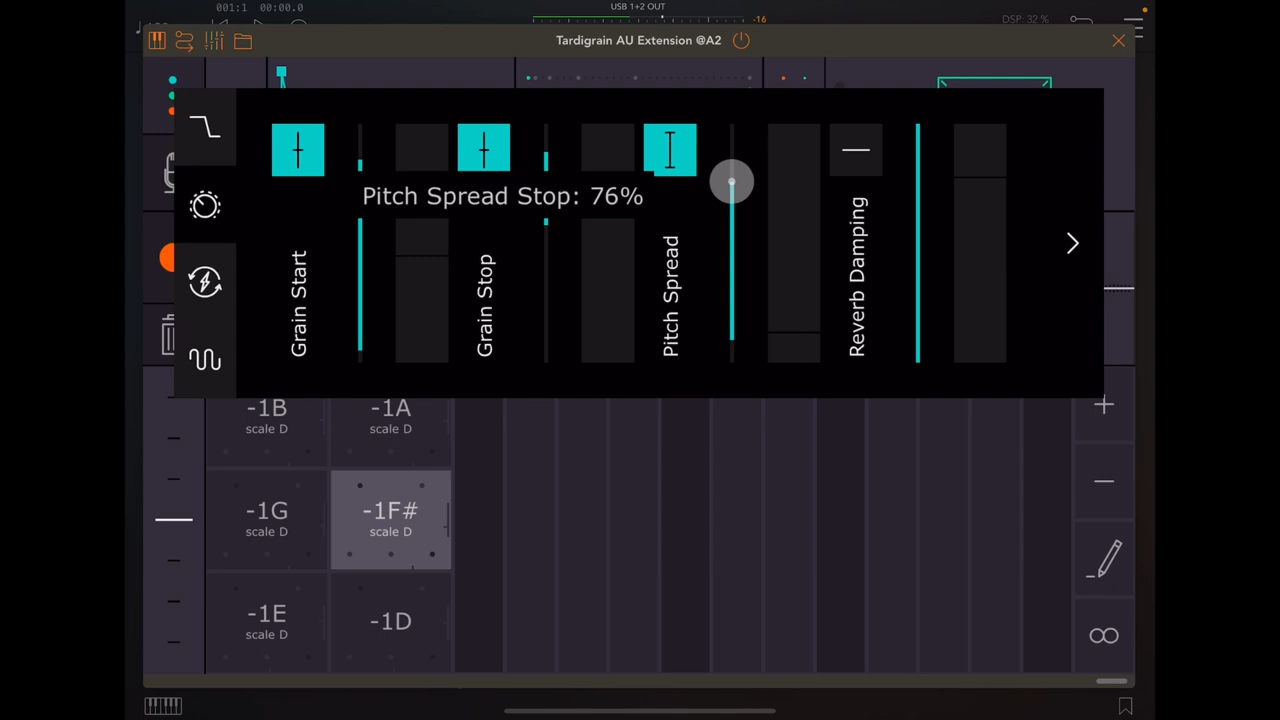 001:1 00:00.0
USB 1+2 OUT
-16
DSP: 32 %
Tardigrain AU Extension @A2
Pitch Spread Stop: 76%
Grain Start
Grain Stop
Pitch Spread
Reverb Damping
-1B
scale D
-1A
scale D
-1G
scale D
-1F#
scale D
-1E
scale D
-1D